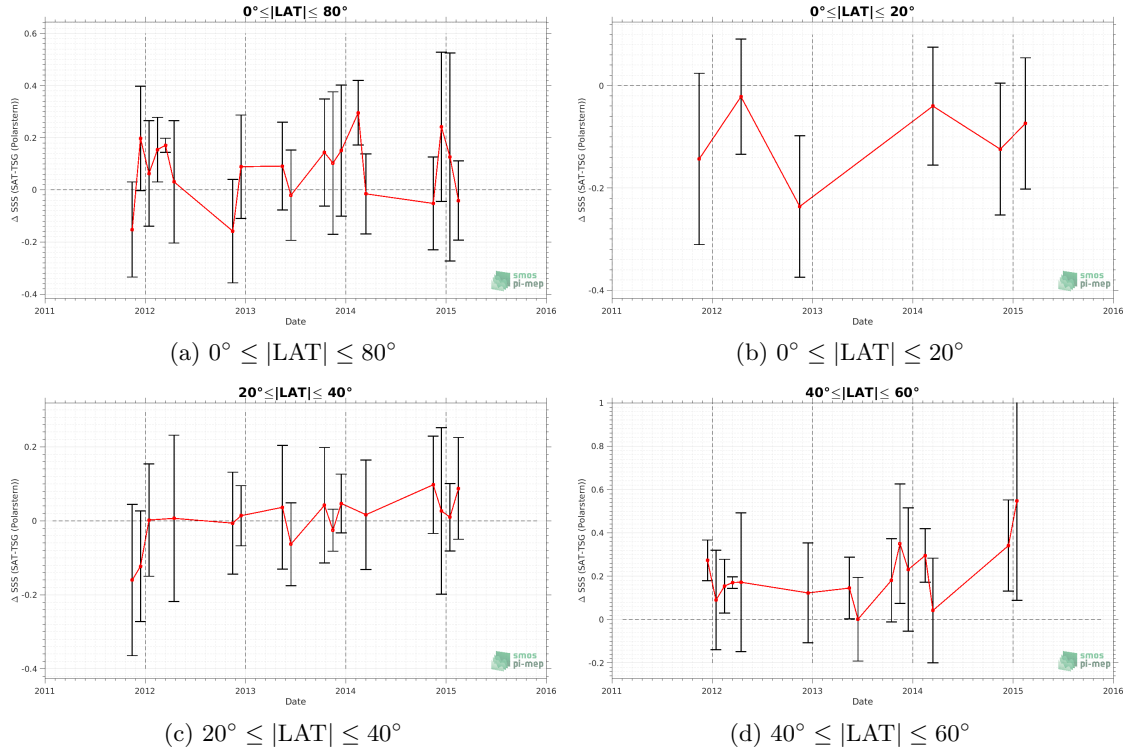 0°≤|LAT|≤ 80°
Δ SSS (SAT-TSG (Polarstern))
0.6
0.4
0.2
0
-0.2
-0.4
smos
pi-mep
2011 2012 2013 2014 2015 2016
Date
(a) 0° ≤ |LAT| ≤ 80°
0°≤|LAT|≤ 20°
Δ SSS (SAT-TSG (Polarstern))
0
-0.2
-0.4
smos
pi-mep
2011 2012 2013 2014 2015 2016
Date
(b) 0° ≤ |LAT| ≤ 20°
20°≤|LAT|≤ 40°
Δ SSS (SAT-TSG (Polarstern))
0.2
0
-0.2
-0.4
smos
pi-mep
2011 2012 2013 2014 2015 2016
Date
(c) 20° ≤ |LAT| ≤ 40°
40°≤|LAT|≤ 60°
Δ SSS (SAT-TSG (Polarstern))
1
0.8
0.6
0.4
0.2
0
-0.2
smos
pi-mep
2011 2012 2013 2014 2015 2016
Date
(d) 40° ≤ |LAT| ≤ 60°